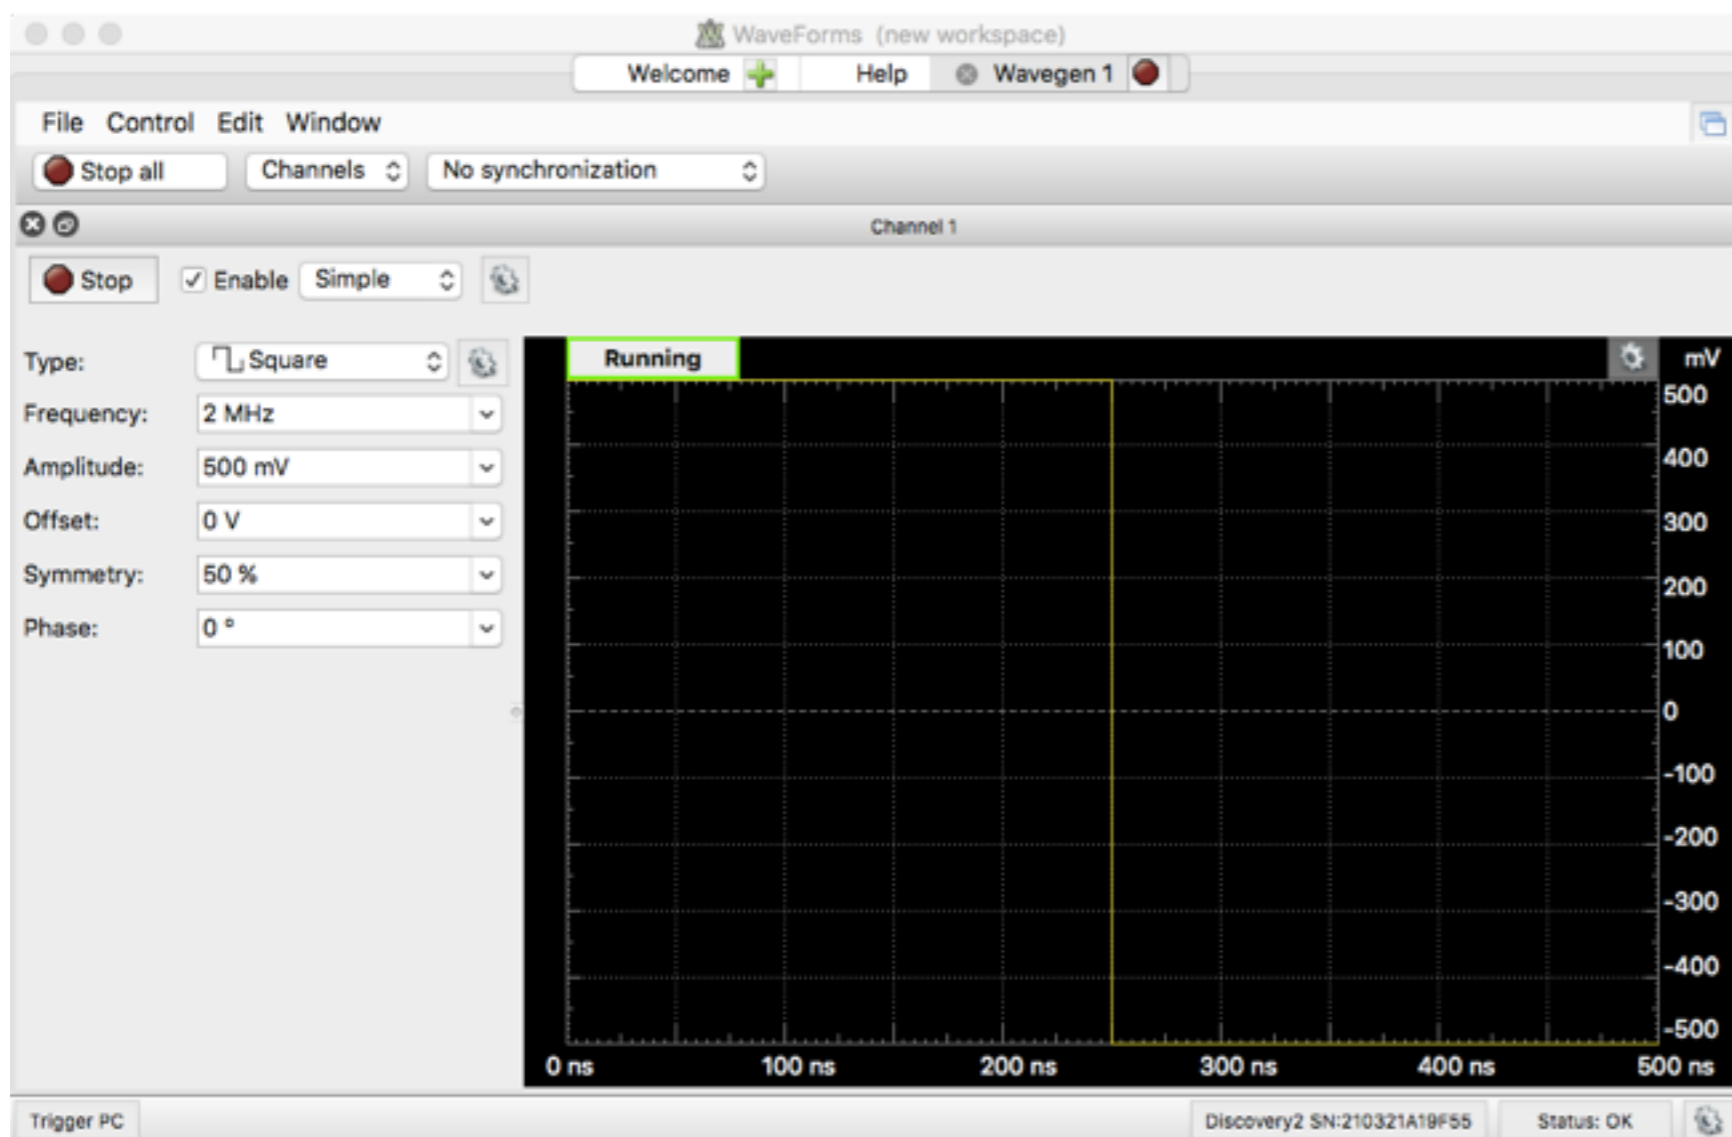 WaveForms (new workspace)
Welcome Help Wavegen 1
File Control Edit Window
Stop all Channels No synchronization
Channel 1
Stop Enable Simple
Type: Square
Frequency: 2 MHz
Amplitude: 500 mV
Offset: 0 V
Symmetry: 50 %
Phase: 0 °
Running mV
500
400
300
200
100
0
-100
-200
-300
-400
-500
0 ns 100 ns 200 ns 300 ns 400 ns 500 ns
Trigger PC Discovery2 SN:210321A19F55 Status: OK